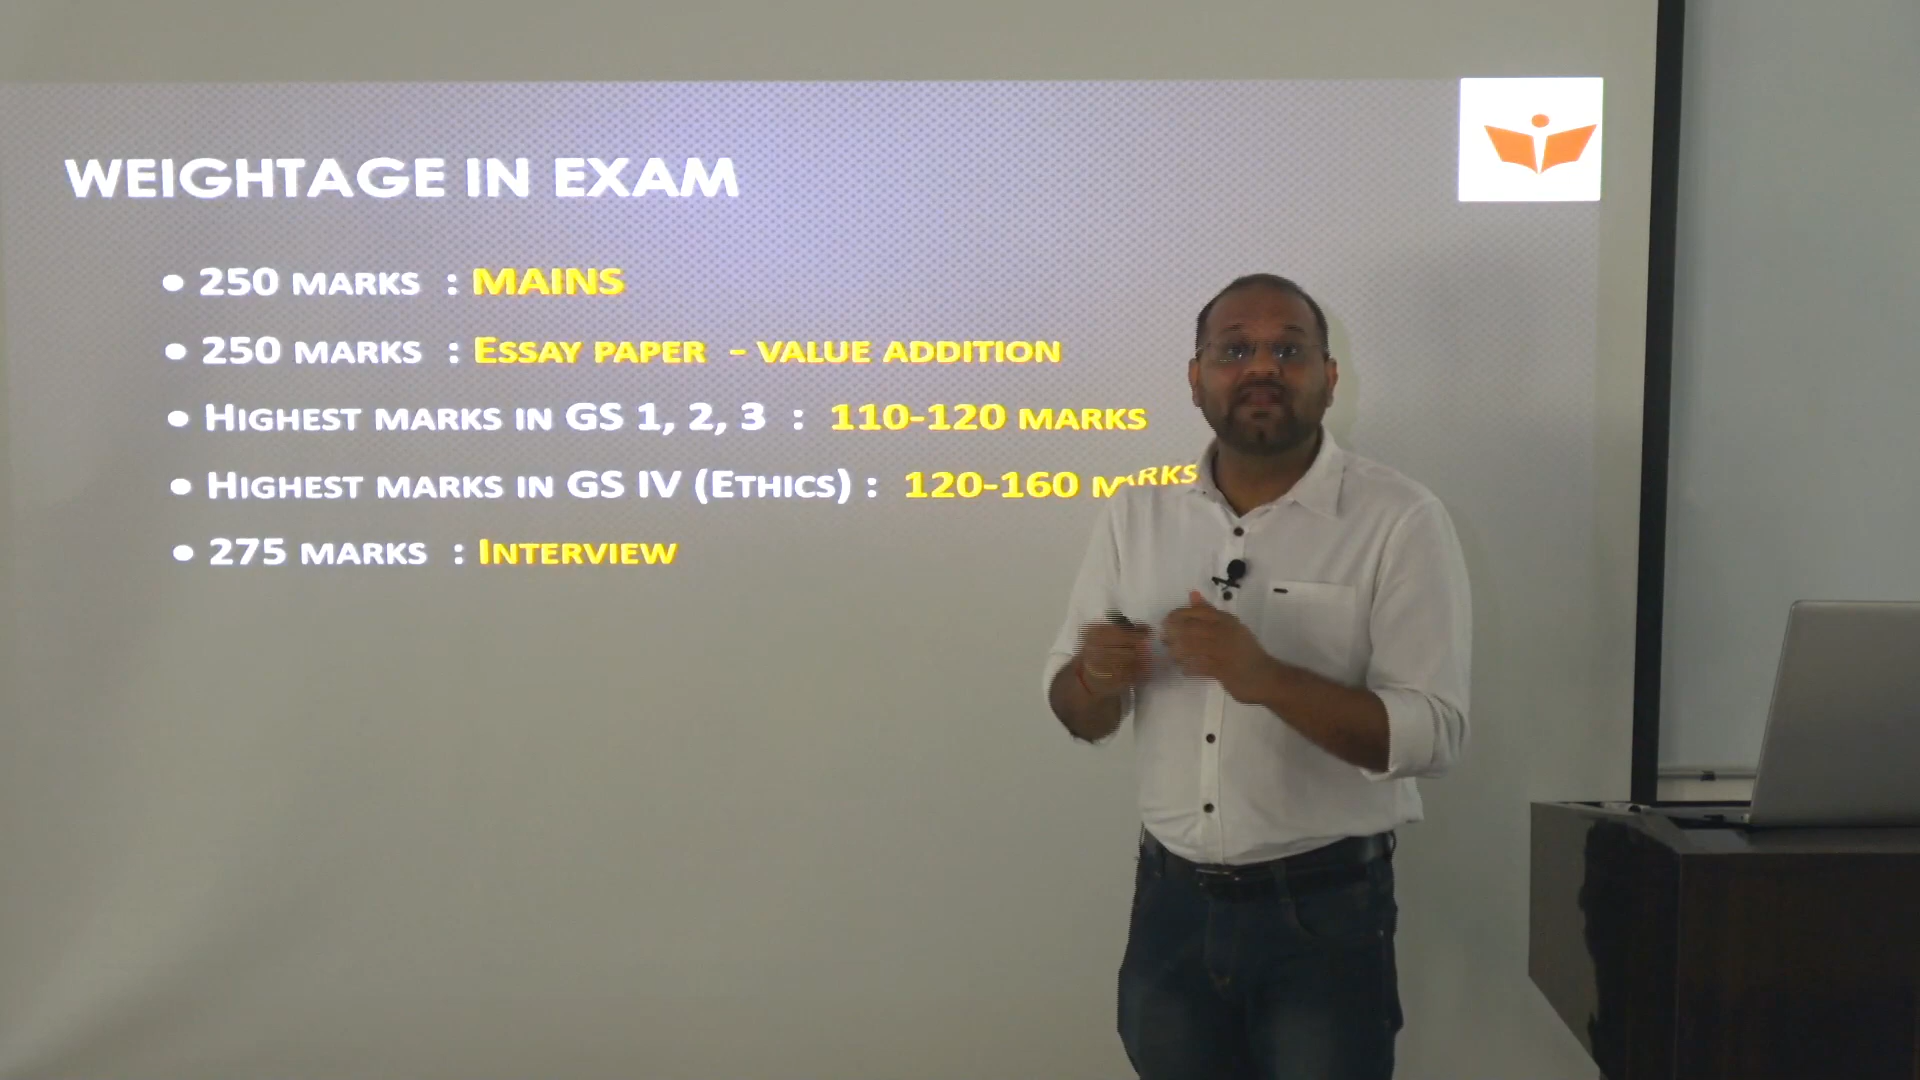 WEIGHTAGE IN EXAM
• 250 MARKS : MAINS
• 250 MARKS : ESSAY PAPER – VALUE ADDITION
• HIGHEST MARKS IN GS 1, 2, 3 : 110-120 MARKS
• HIGHEST MARKS IN GS IV (ETHICS) : 120-160 MARKS
• 275 MARKS : INTERVIEW